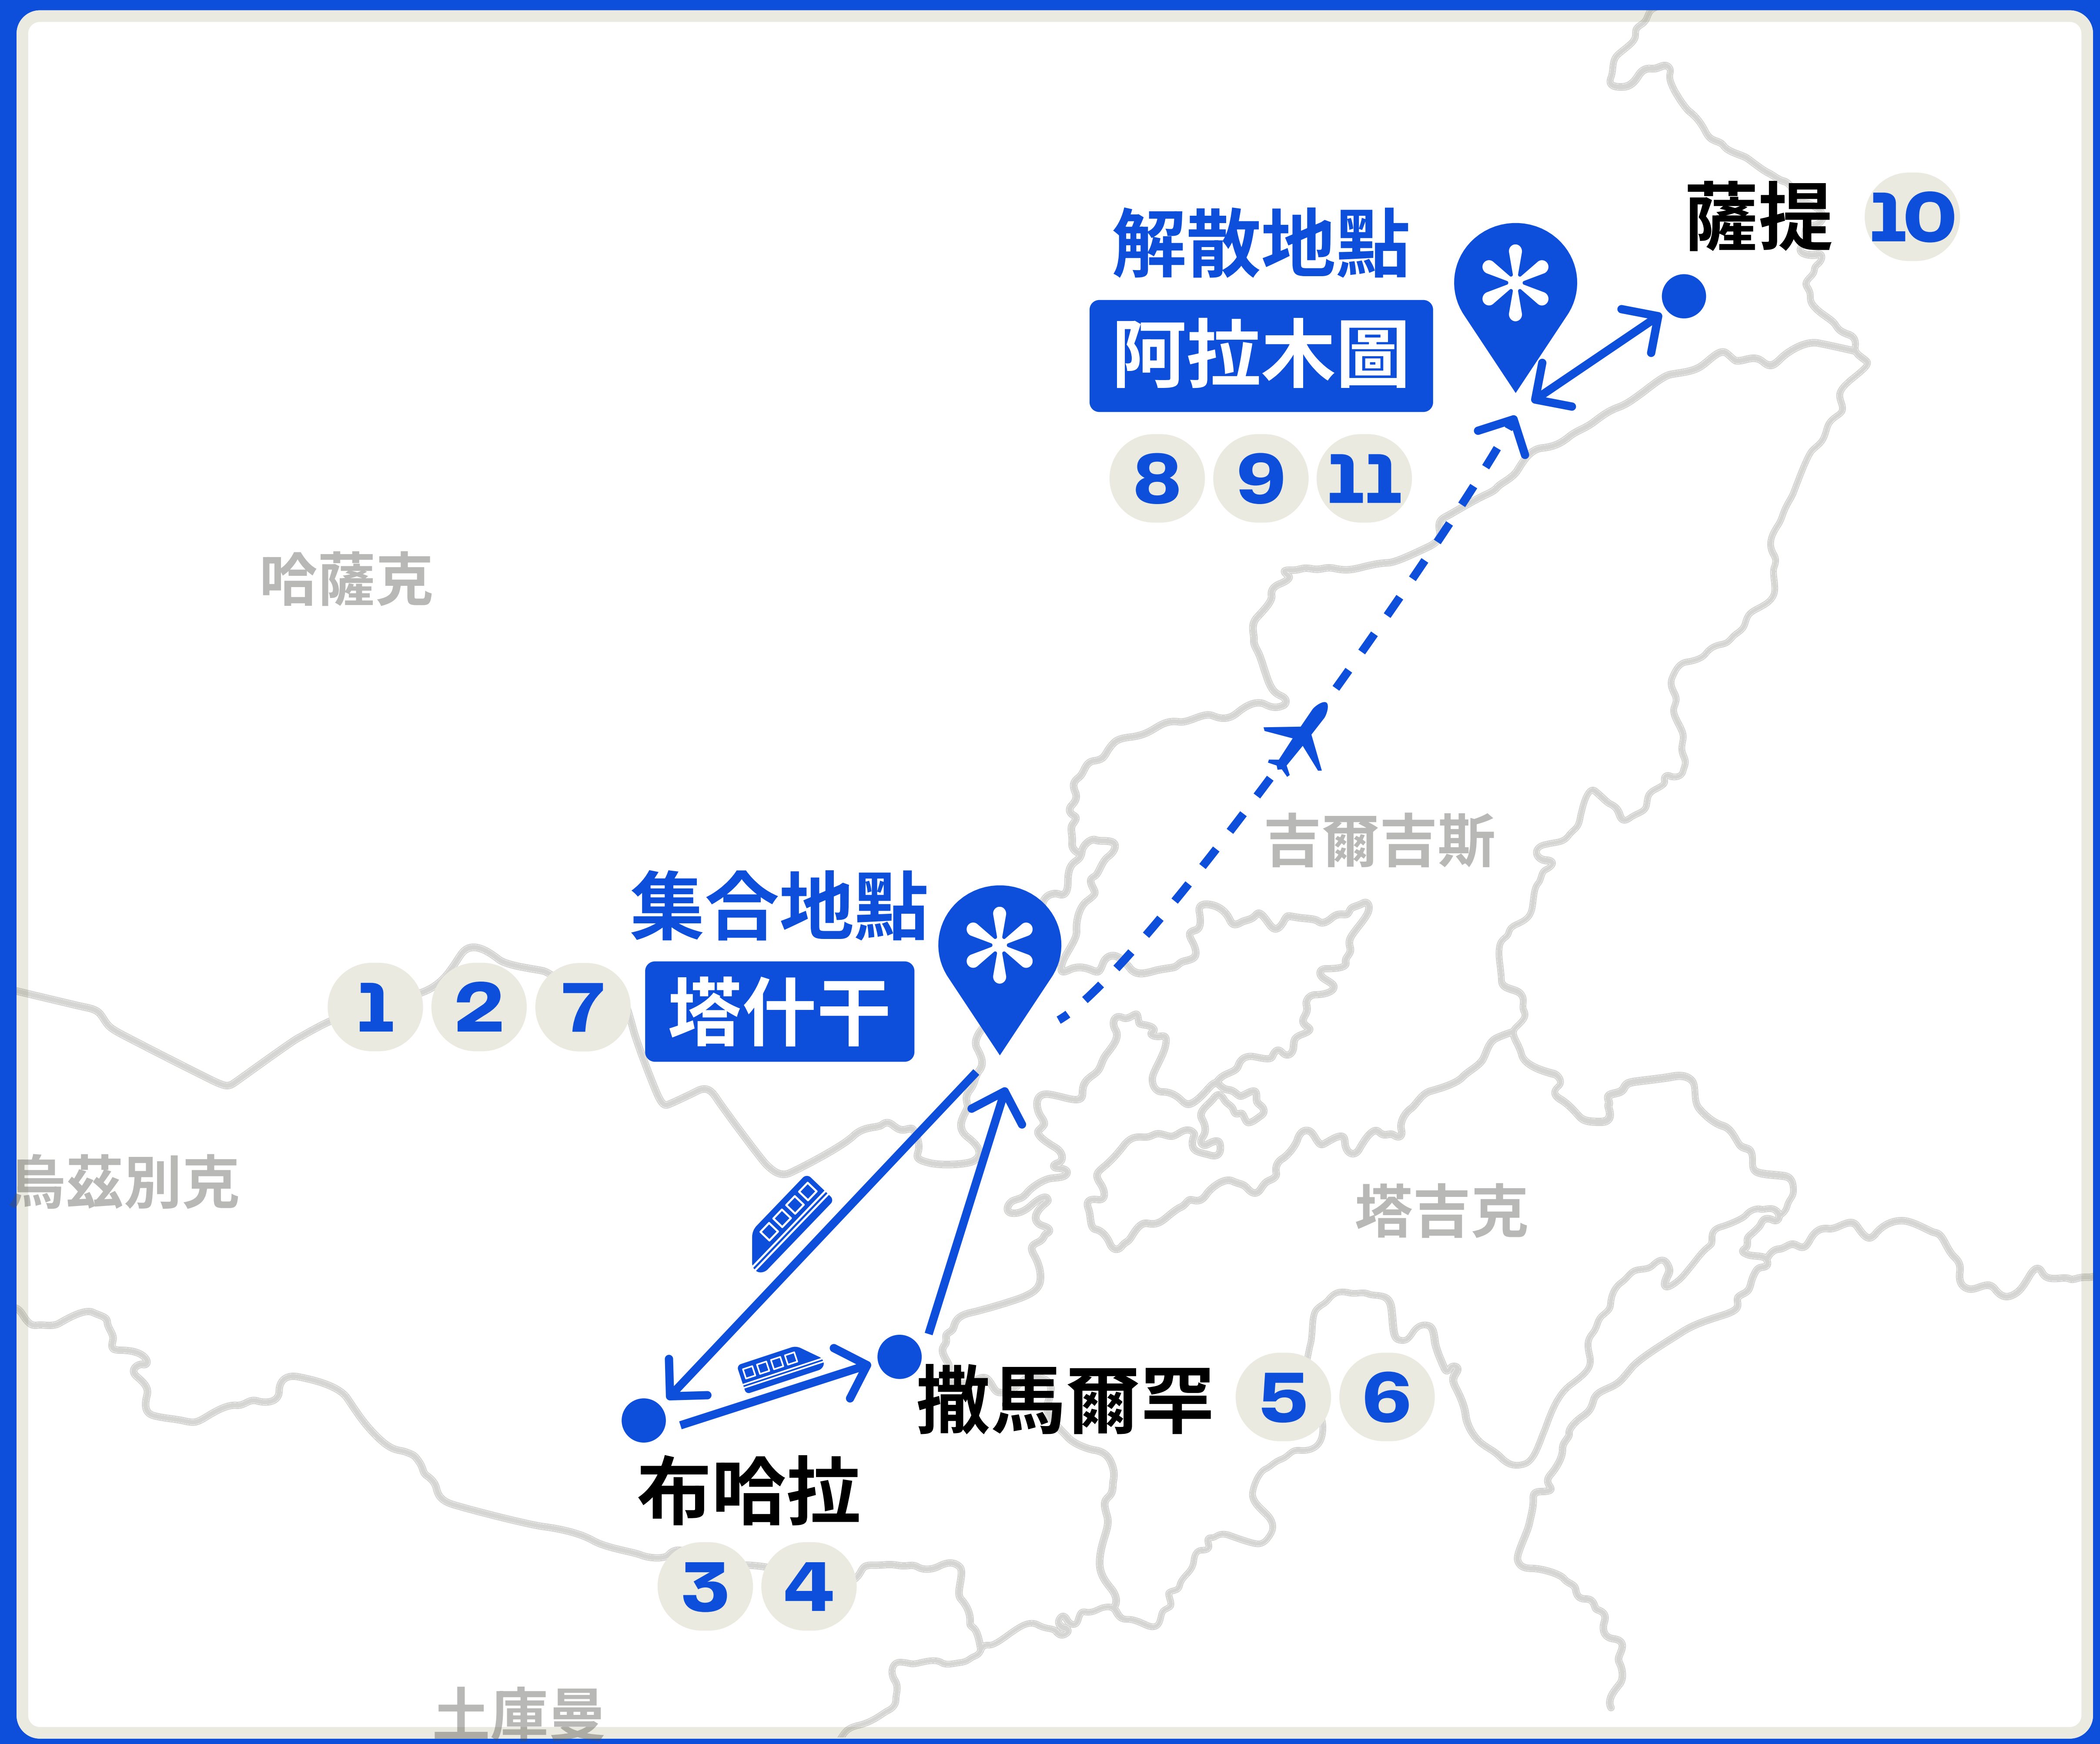 薩提 10
解散地點
阿拉木圖
8 9 11
哈薩克
吉爾吉斯
集合地點
1 2 7 塔什干
烏茲別克
塔吉克
撒馬爾罕 5 6
布哈拉
3 4
土庫曼